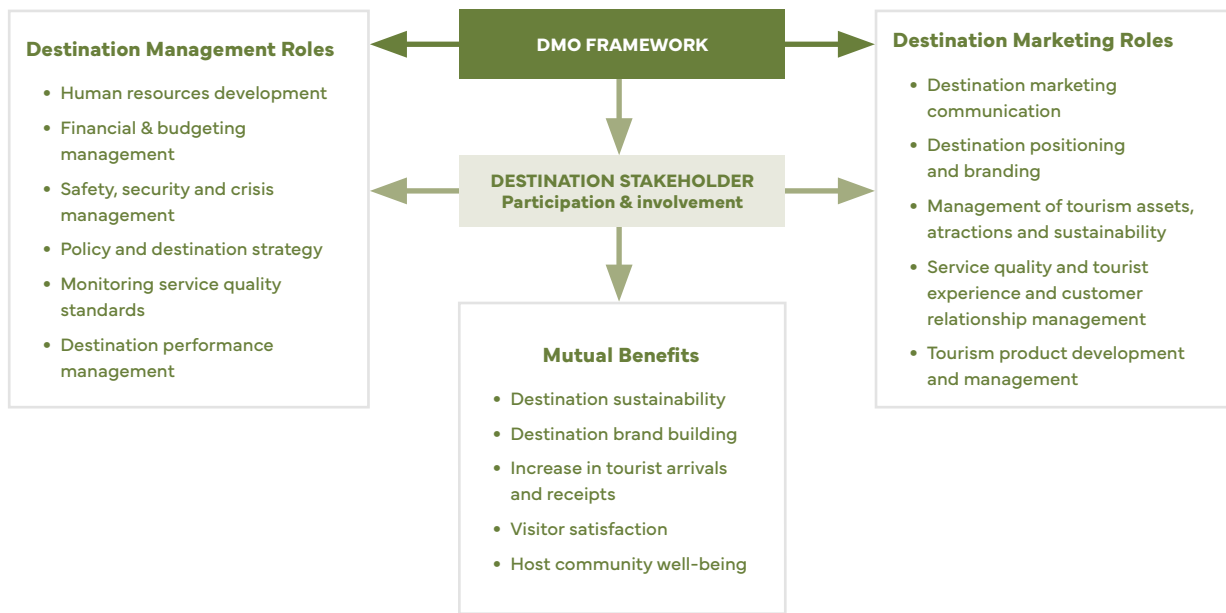 DMO FRAMEWORK
Destination Management Roles
• Human resources development
• Financial & budgeting
management
• Safety, security and crisis
management
• Policy and destination strategy
• Monitoring service quality
standards
• Destination performance
management
DESTINATION STAKEHOLDER
Participation & involvement
Destination Marketing Roles
• Destination marketing
communication
• Destination positioning
and branding
• Management of tourism assets,
atractions and sustainability
• Service quality and tourist
experience and customer
relationship management
• Tourism product development
and management
Mutual Benefits
• Destination sustainability
• Destination brand building
• Increase in tourist arrivals
and receipts
• Visitor satisfaction
• Host community well-being